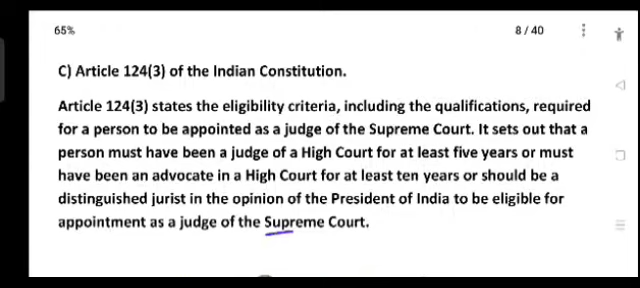 65%
8 / 40
C) Article 124(3) of the Indian Constitution.
Article 124(3) states the eligibility criteria, including the qualifications, required
for a person to be appointed as a judge of the Supreme Court. It sets out that a
person must have been a judge of a High Court for at least five years or must
have been an advocate in a High Court for at least ten years or should be a
distinguished jurist in the opinion of the President of India to be eligible for
appointment as a judge of the Supreme Court.